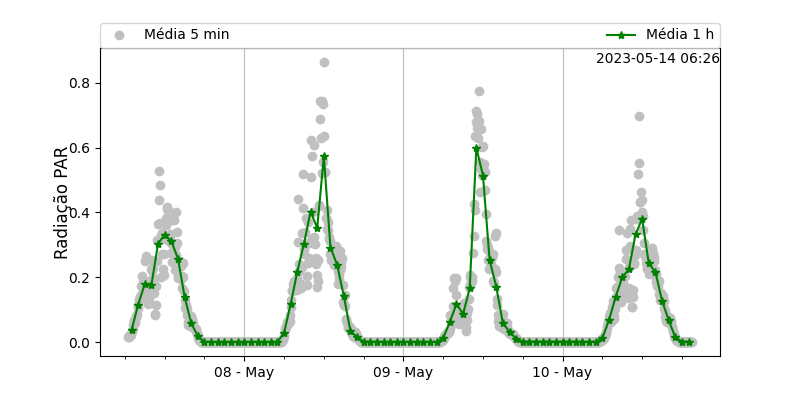 Média 5 min
Média 1 h
2023-05-14 06:26
Radiação PAR
0.8
0.6
0.4
0.2
0.0
08 - May
09 - May
10 - May